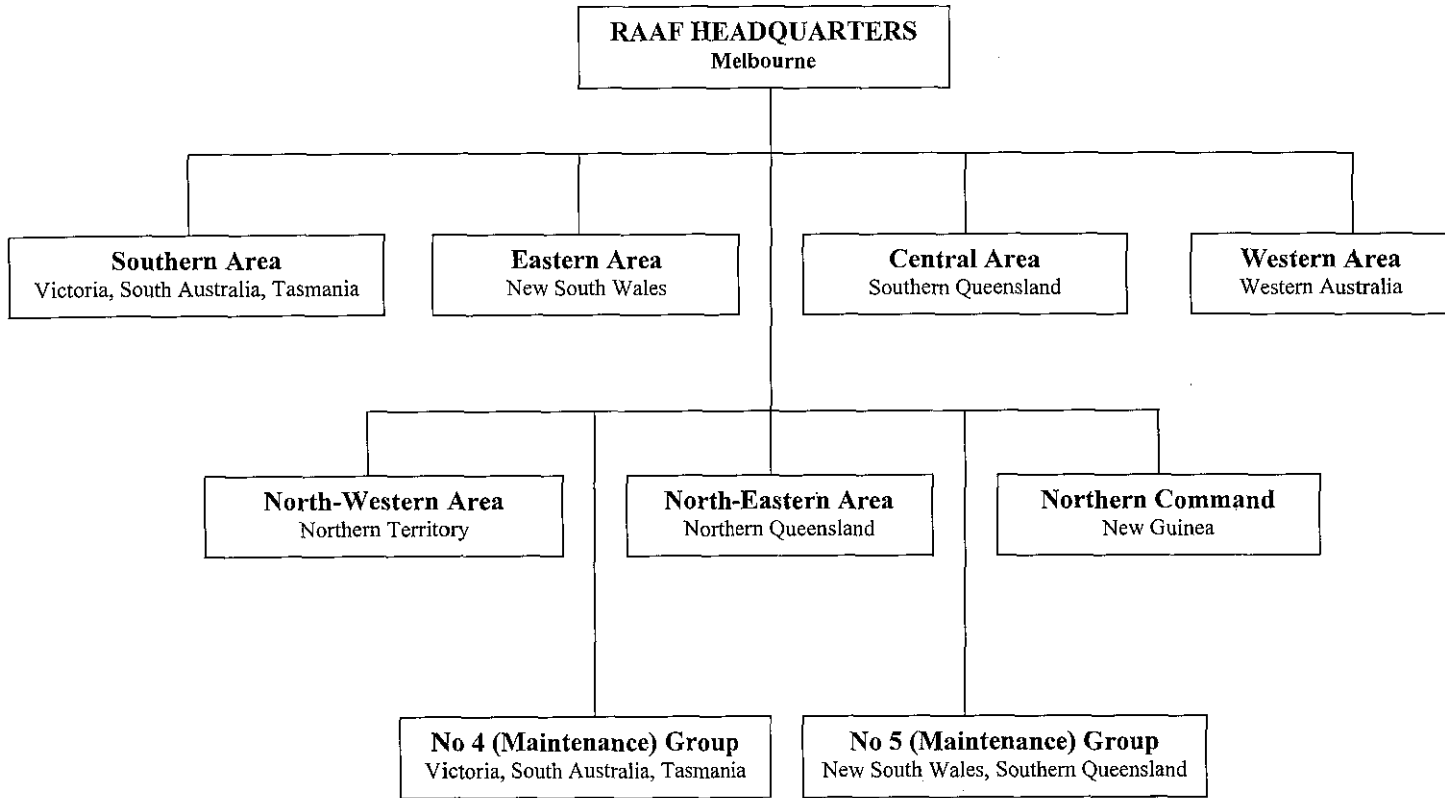 RAAF HEADQUARTERS
Melbourne
Southern Area
Victoria, South Australia, Tasmania
Eastern Area
New South Wales
Central Area
Southern Queensland
Western Area
Western Australia
North-Western Area
Northern Territory
North-Eastern Area
Northern Queensland
Northern Command
New Guinea
No 4 (Maintenance) Group
Victoria, South Australia, Tasmania
No 5 (Maintenance) Group
New South Wales, Southern Queensland